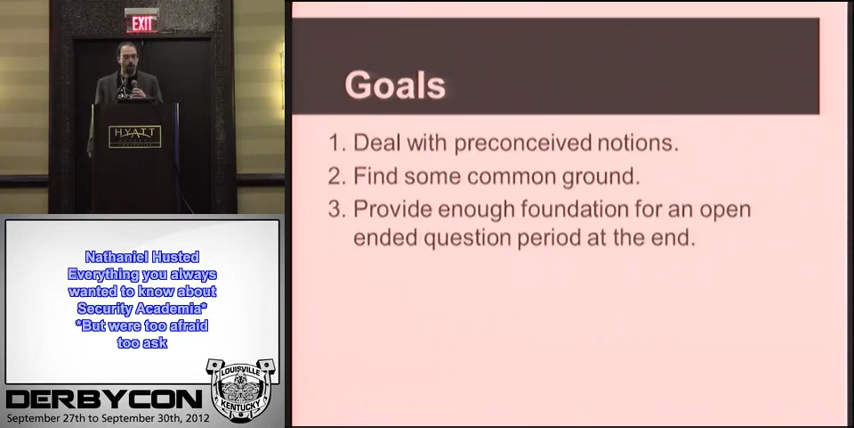 EXIT
HYATT
Nathaniel Husted
Everything you always
wanted to know about
Security Academia*
*But were too afraid
too ask
LOUISVILLE
KENTUCKY
DERBYCON
September 27th to September 30th, 2012
Goals
1. Deal with preconceived notions.
2. Find some common ground.
3. Provide enough foundation for an open
ended question period at the end.